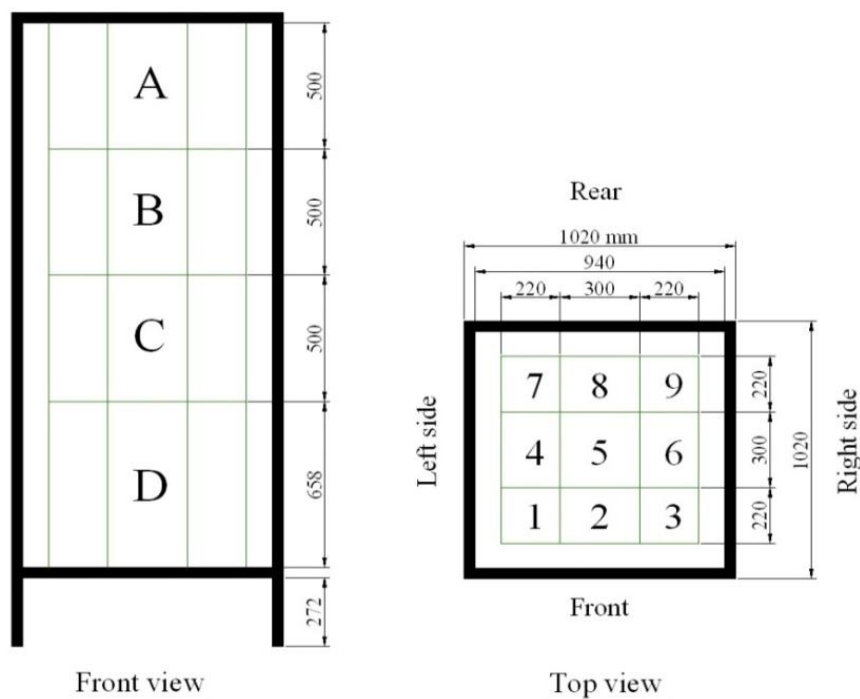 A
B
C
D
500
500
500
658
272
Front view
Rear
1020 mm
940
220 300 220
7 8 9
4 5 6
1 2 3
220
300
220
1020
Left side
Right side
Front
Top view